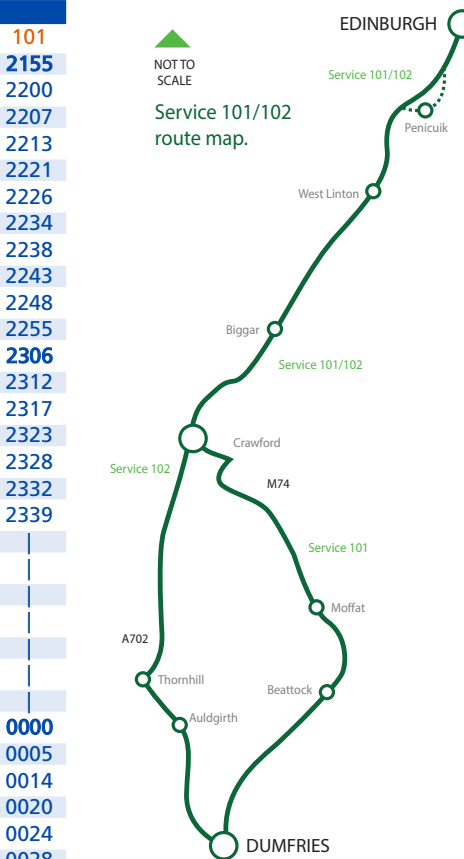 101
2155
2200
2207
2213
2221
2226
2234
2238
2243
2248
2255
2306
2312
2317
2323
2328
2332
2339
0000
0005
0014
0020
0024
0028
EDINBURGH
NOT TO
SCALE
Service 101/102
Service 101/102
route map.
Penicuik
West Linton
Biggar
Service 101/102
Crawford
Service 102
M74
Service 101
Moffat
A702
Thornhill
Beattock
Auldgirth
DUMFRIES